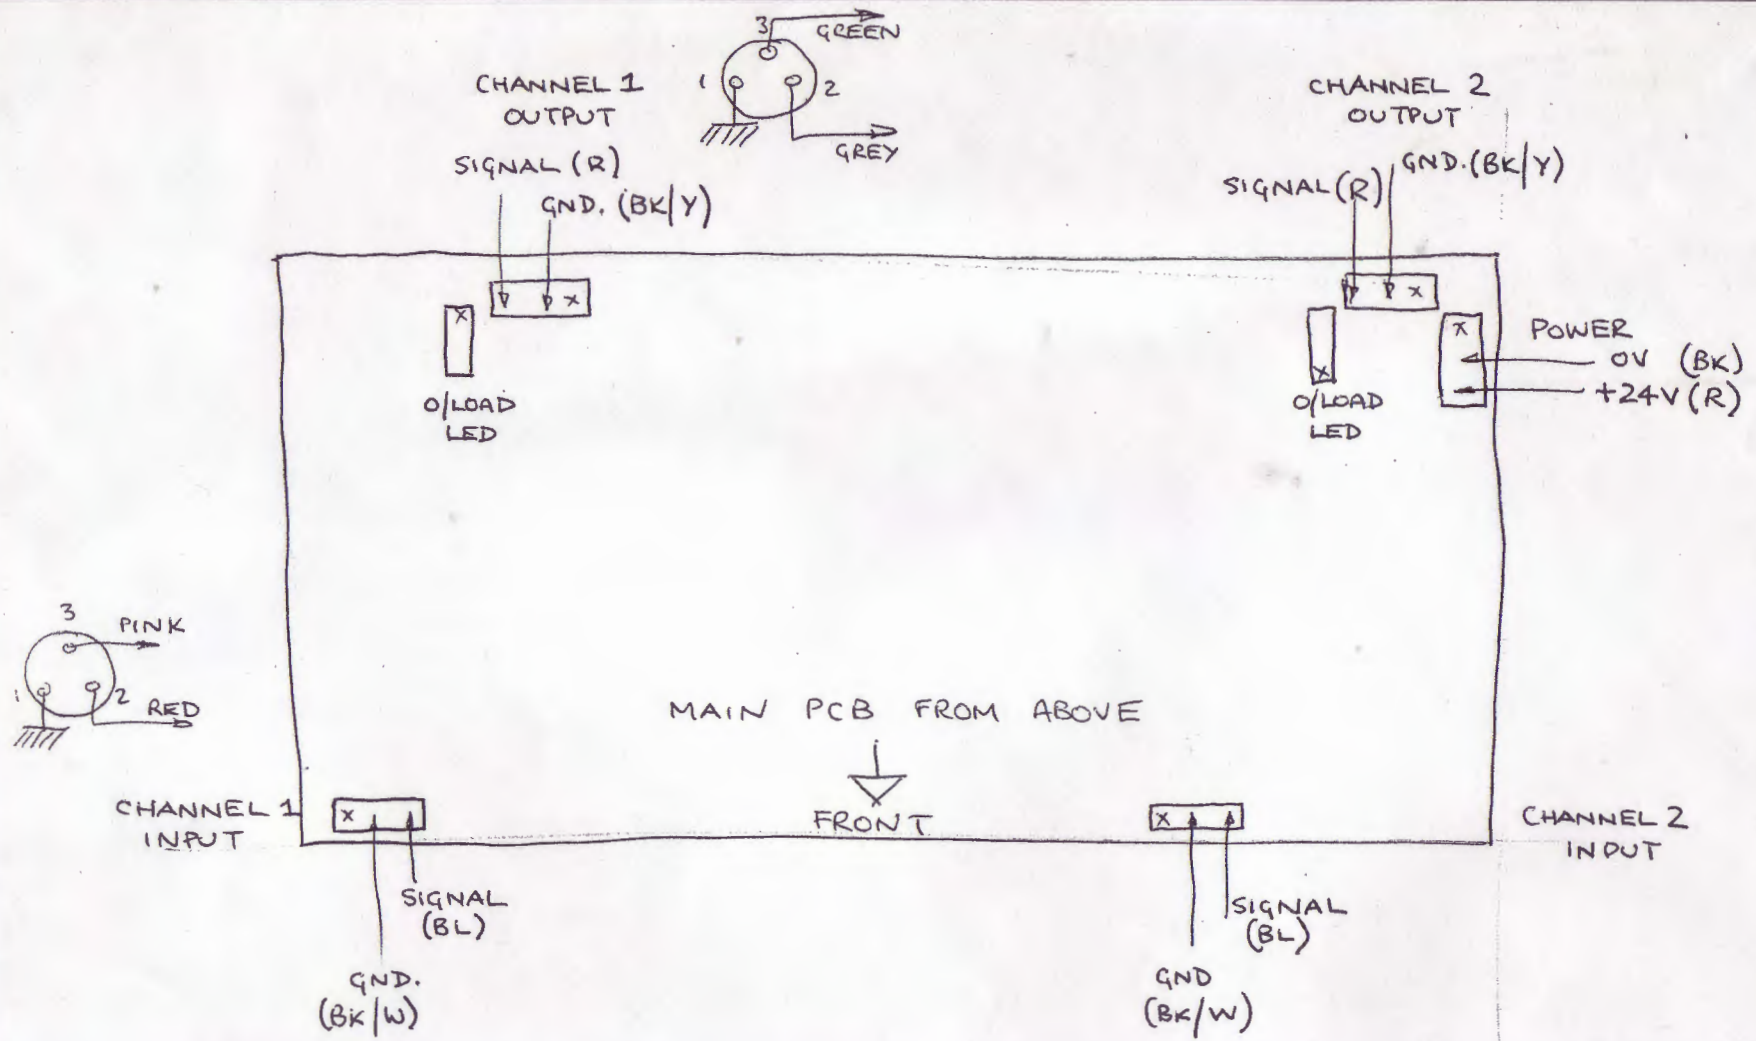 3
GREEN
1
2
GREY
CHANNEL 1
OUTPUT
SIGNAL (R)
GND. (BK/Y)
CHANNEL 2
OUTPUT
GND. (BK/Y)
SIGNAL (R)
X
X
X
X
X
O/LOAD
LED
O/LOAD
LED
POWER
0V (BK)
+24V (R)
3
PINK
1
2
RED
MAIN PCB FROM ABOVE
FRONT
CHANNEL 1
INPUT
X
X
CHANNEL 2
INPUT
SIGNAL
(BL)
GND.
(BK/W)
SIGNAL
(BL)
GND
(BK/W)